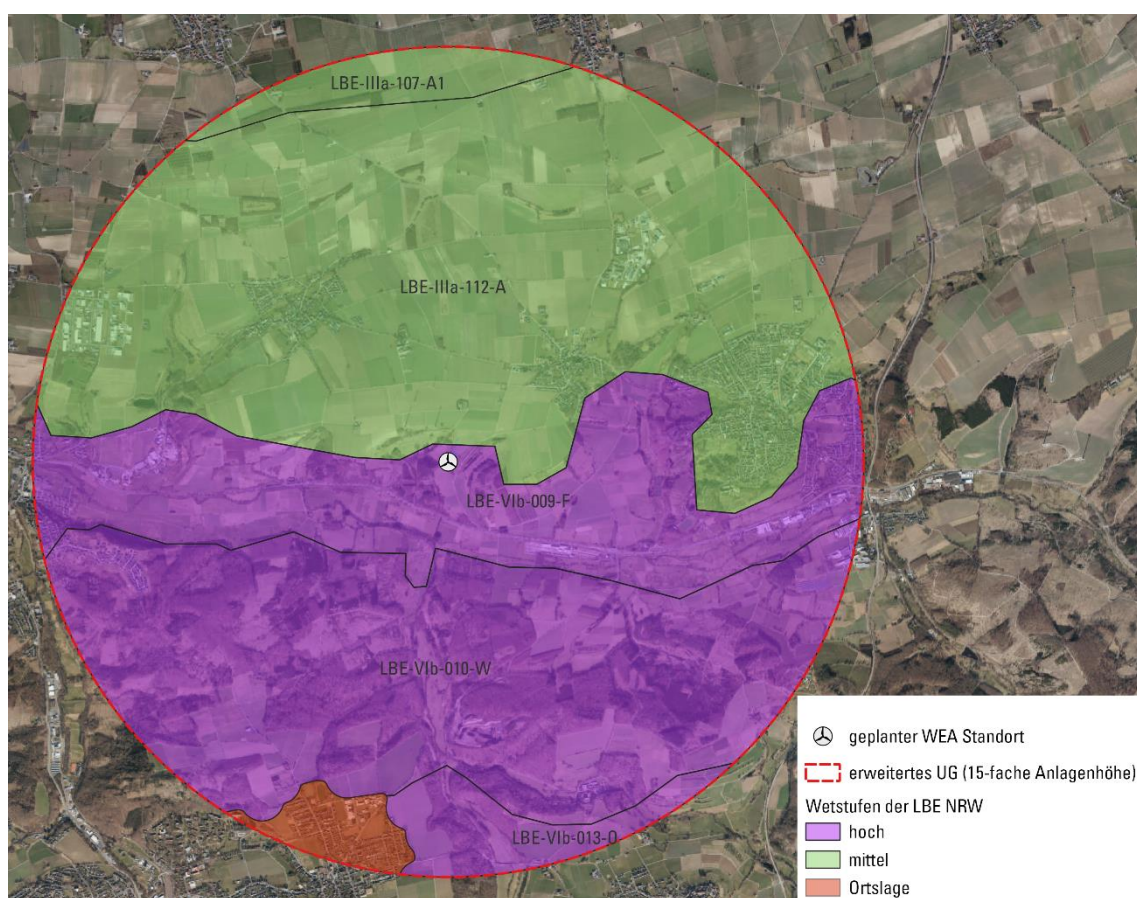 LBE-IIIa-107-A1
LBE-IIIa-112-A
LBE-VIb-009-F
LBE-VIb-010-W
LBE-VIb-013-O
geplanter WEA Standort
erweitertes UG (15-fache Anlagenhöhe)
Wetstufen der LBE NRW
hoch
mittel
Ortslage